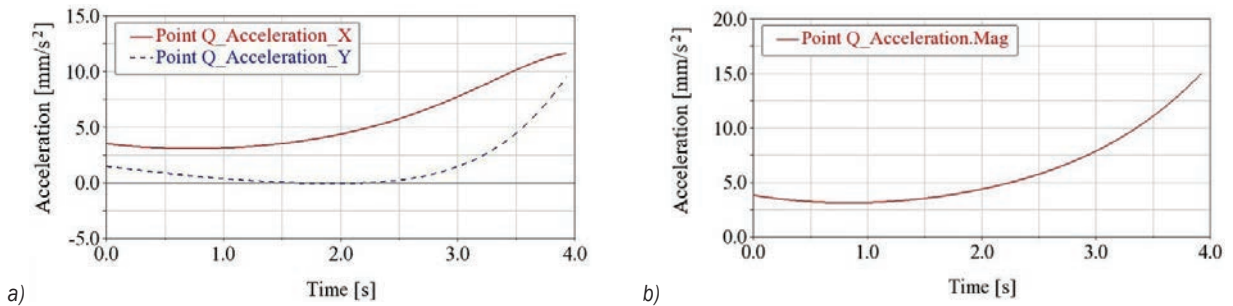 15.0
Point Q_Acceleration_X
Point Q_Acceleration_Y
10.0
5.0
0.0
-5.0
Acceleration [mm/s²]
0.0 1.0 2.0 3.0 4.0
Time [s]
a)
20.0
Point Q_Acceleration.Mag
15.0
10.0
5.0
0.0
Acceleration [mm/s²]
0.0 1.0 2.0 3.0 4.0
Time [s]
b)